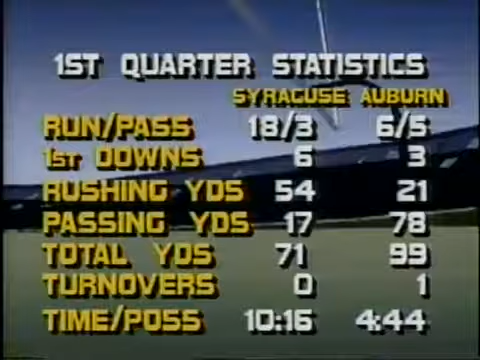 1ST QUARTER STATISTICS
SYRACUSE AUBURN
RUN/PASS 18/3 6/5
1ST DOWNS 6 3
RUSHING YDS 54 21
PASSING YDS 17 78
TOTAL YDS 71 99
TURNOVERS 0 1
TIME/POSS 10:16 4:44